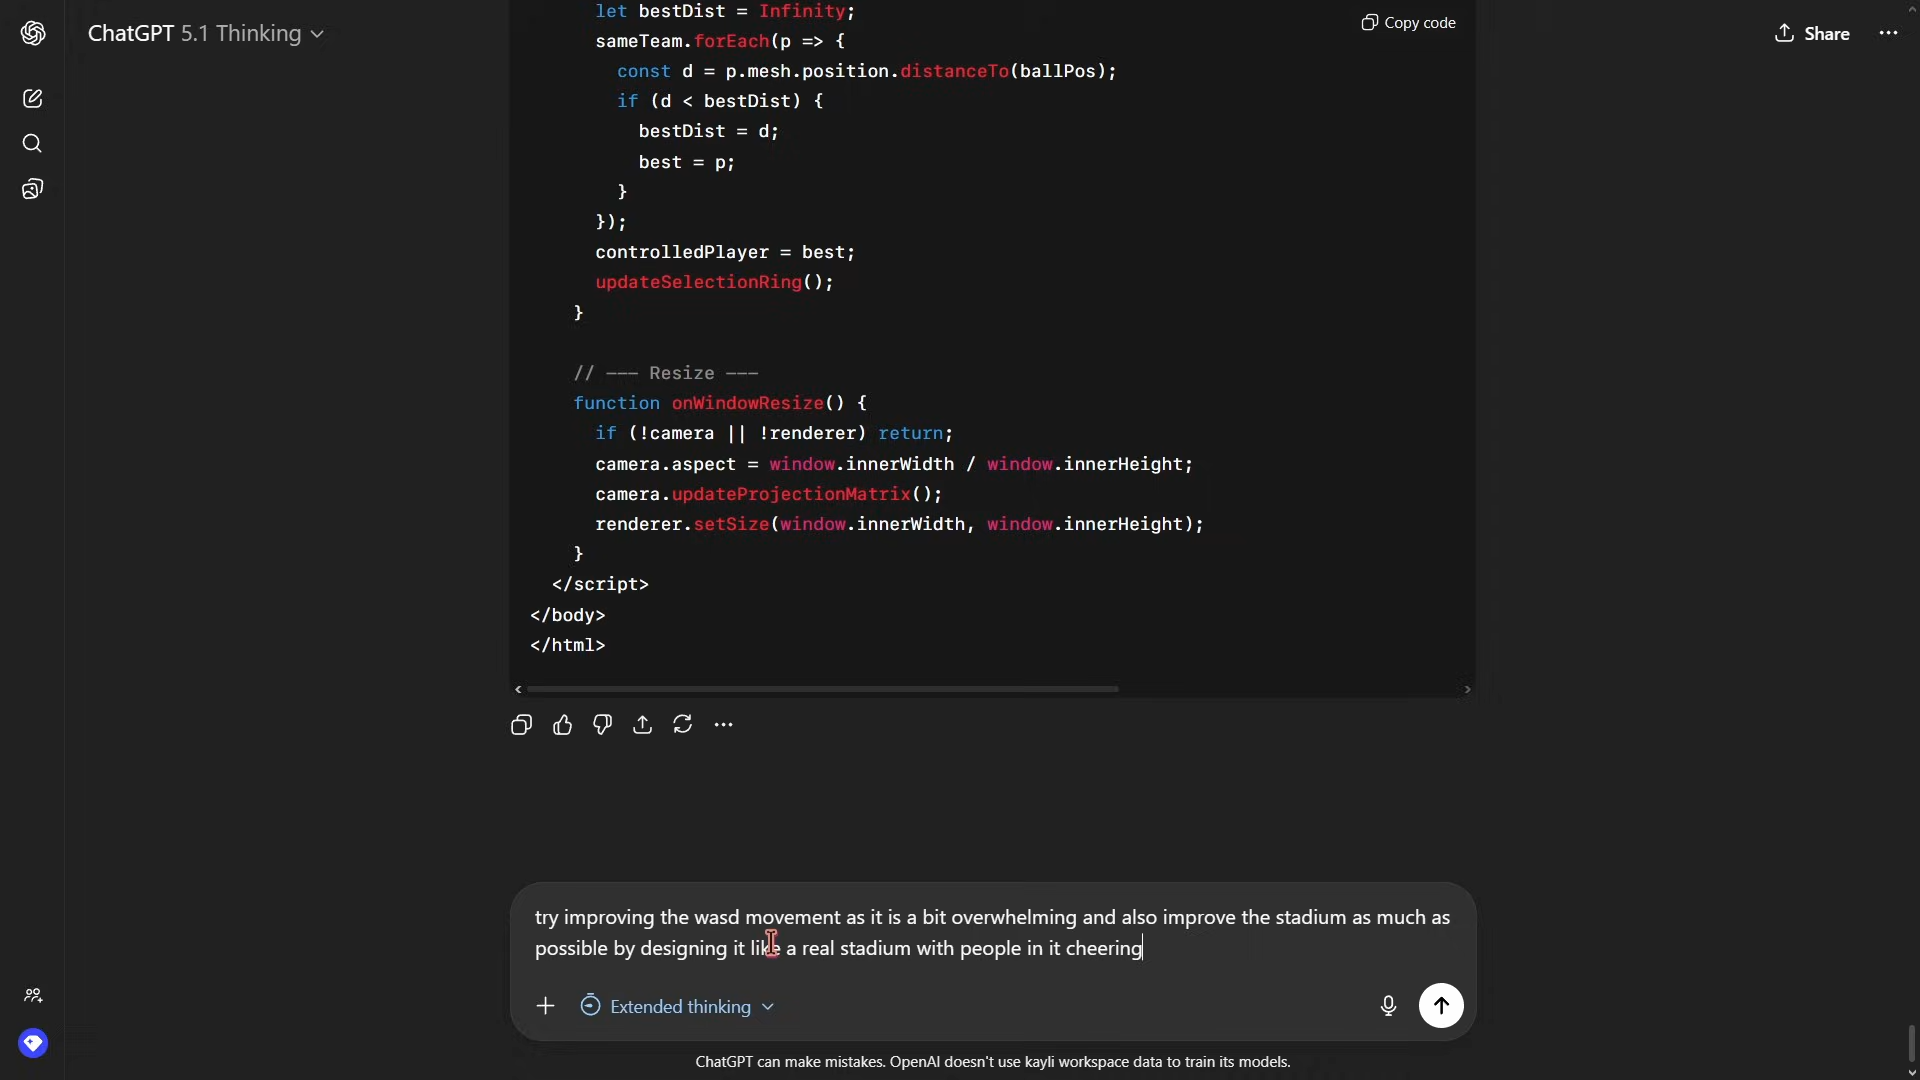 ChatGPT 5.1 Thinking
Share
Copy code
let bestDist = Infinity;
sameTeam.forEach(p => {
const d = p.mesh.position.distanceTo(ballPos);
if (d < bestDist) {
bestDist = d;
best = p;
}
});
controlledPlayer = best;
updateSelectionRing();
}
// --- Resize ---
function onWindowResize() {
if (!camera || !renderer) return;
camera.aspect = window.innerWidth / window.innerHeight;
camera.updateProjectionMatrix();
renderer.setSize(window.innerWidth, window.innerHeight);
}
</script>
</body>
</html>
try improving the wasd movement as it is a bit overwhelming and also improve the stadium as much as
possible by designing it like a real stadium with people in it cheering
Extended thinking
ChatGPT can make mistakes. OpenAI doesn't use kayli workspace data to train its models.